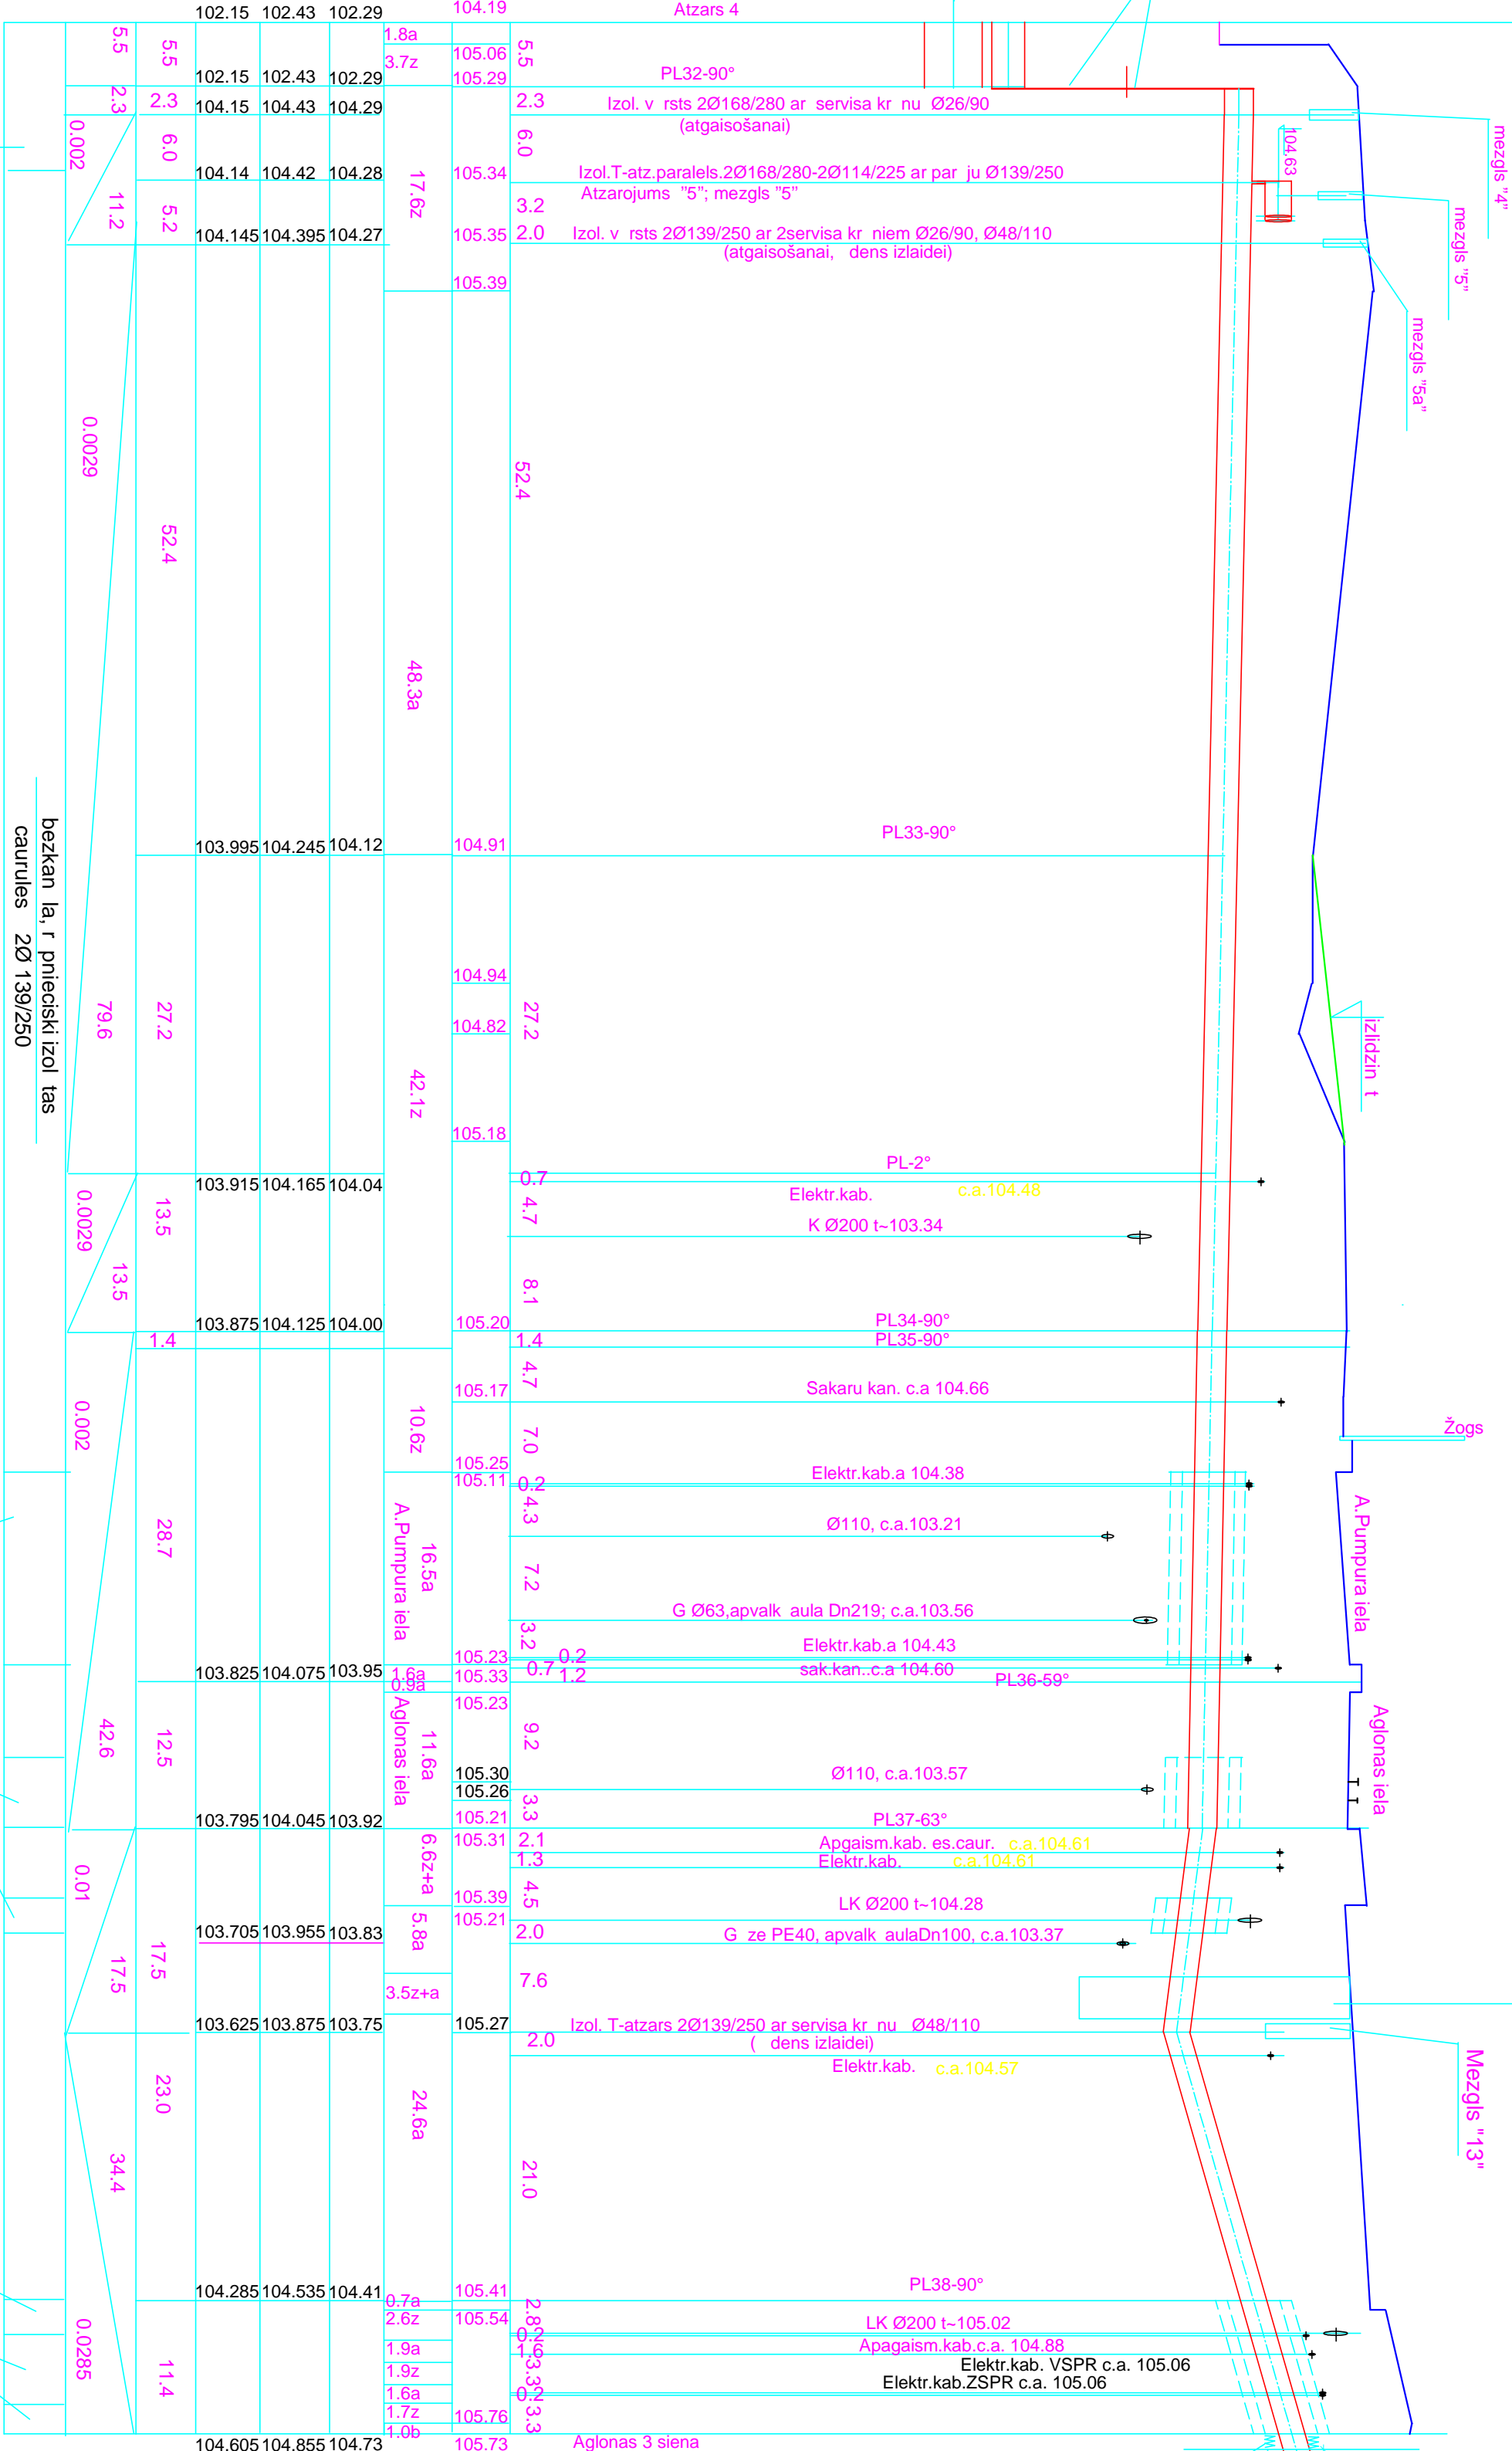 102.15 102.43 102.29 104.19 Atzars 4
5.5 5.5 1.8a 105.06 5.5
3.7z
102.15 102.43 102.29 105.29 PL32-90°
2.3 2.3 104.15 104.43 104.29 2.3 Izol. v rsts 2Ø168/280 ar servisa kr nu Ø26/90
(atgaisošanai)
mezgls "4"
0.002 6.0 6.0 104.63
104.14 104.42 104.28 17.6z 105.34 Izol.T-atz.paralels.2Ø168/280-2Ø114/225 ar par ju Ø139/250
Atzarojums "5"; mezgls "5"
11.2 5.2 3.2 mezgls "5"
104.145 104.395 104.27 105.35 2.0 Izol. v rsts 2Ø139/250 ar 2servisa kr niem Ø26/90, Ø48/110
(atgaisošanai, dens izlaidei)
105.39
mezgls "5a"
0.0029 52.4 52.4
48.3a
103.995 104.245 104.12 104.91 PL33-90°
bezkan la, r pnieciski izol tas
caurules 2Ø 139/250
104.94
79.6 27.2 104.82 27.2 izlidzin t
42.1z
105.18
PL-2°
103.915 104.165 104.04 0.7 Elektr.kab. c.a.104.48
0.0029 13.5 4.7 K Ø200 t~103.34
13.5 8.1
103.875 104.125 104.00 105.20 PL34-90°
1.4 1.4 PL35-90°
0.002 10.6z 105.17 4.7 Sakaru kan. c.a 104.66
7.0 Žogs
105.25
105.11 0.2 Elektr.kab.a 104.38
28.7 4.3 Ø110, c.a.103.21
A.Pumpura iela 16.5a 7.2 A.Pumpura iela
G Ø63,apvalk aula Dn219; c.a.103.56
3.2
105.23 0.2 Elektr.kab.a 104.43
103.825 104.075 103.95 1.6a 105.33 0.7 1.2 sak.kan..c.a 104.60
0.9a PL36-59°
105.23
42.6 12.5 Aglonas iela 11.6a 9.2 Aglonas iela
105.30 Ø110, c.a.103.57
105.26 3.3
103.795 104.045 103.92 105.21 PL37-63°
105.31 2.1 Apgaism.kab. es.caur. c.a.104.61
6.6z+a 1.3 Elektr.kab. c.a.104.61
0.01 105.39 4.5 LK Ø200 t~104.28
105.21
103.705 103.955 103.83 5.8a 2.0 G ze PE40, apvalk aulaDn100, c.a.103.37
17.5 17.5 3.5z+a 7.6
103.625 103.875 103.75 105.27 Izol. T-atzars 2Ø139/250 ar servisa kr nu Ø48/110
( dens izlaidei)
2.0 Elektr.kab. c.a.104.57
Mezgls "13"
34.4 23.0 24.6a 21.0
104.285 104.535 104.41 105.41 PL38-90°
0.7a
2.6z 105.54 2.8 LK Ø200 t~105.02
0.2
1.9a 1.6 Apagaism.kab.c.a. 104.88
0.0285 11.4 1.9z 3.3 Elektr.kab. VSPR c.a. 105.06
1.6a 0.2 Elektr.kab.ZSPR c.a. 105.06
1.7z 105.76 3.3
1.0b
104.605 104.855 104.73 105.73 Aglonas 3 siena